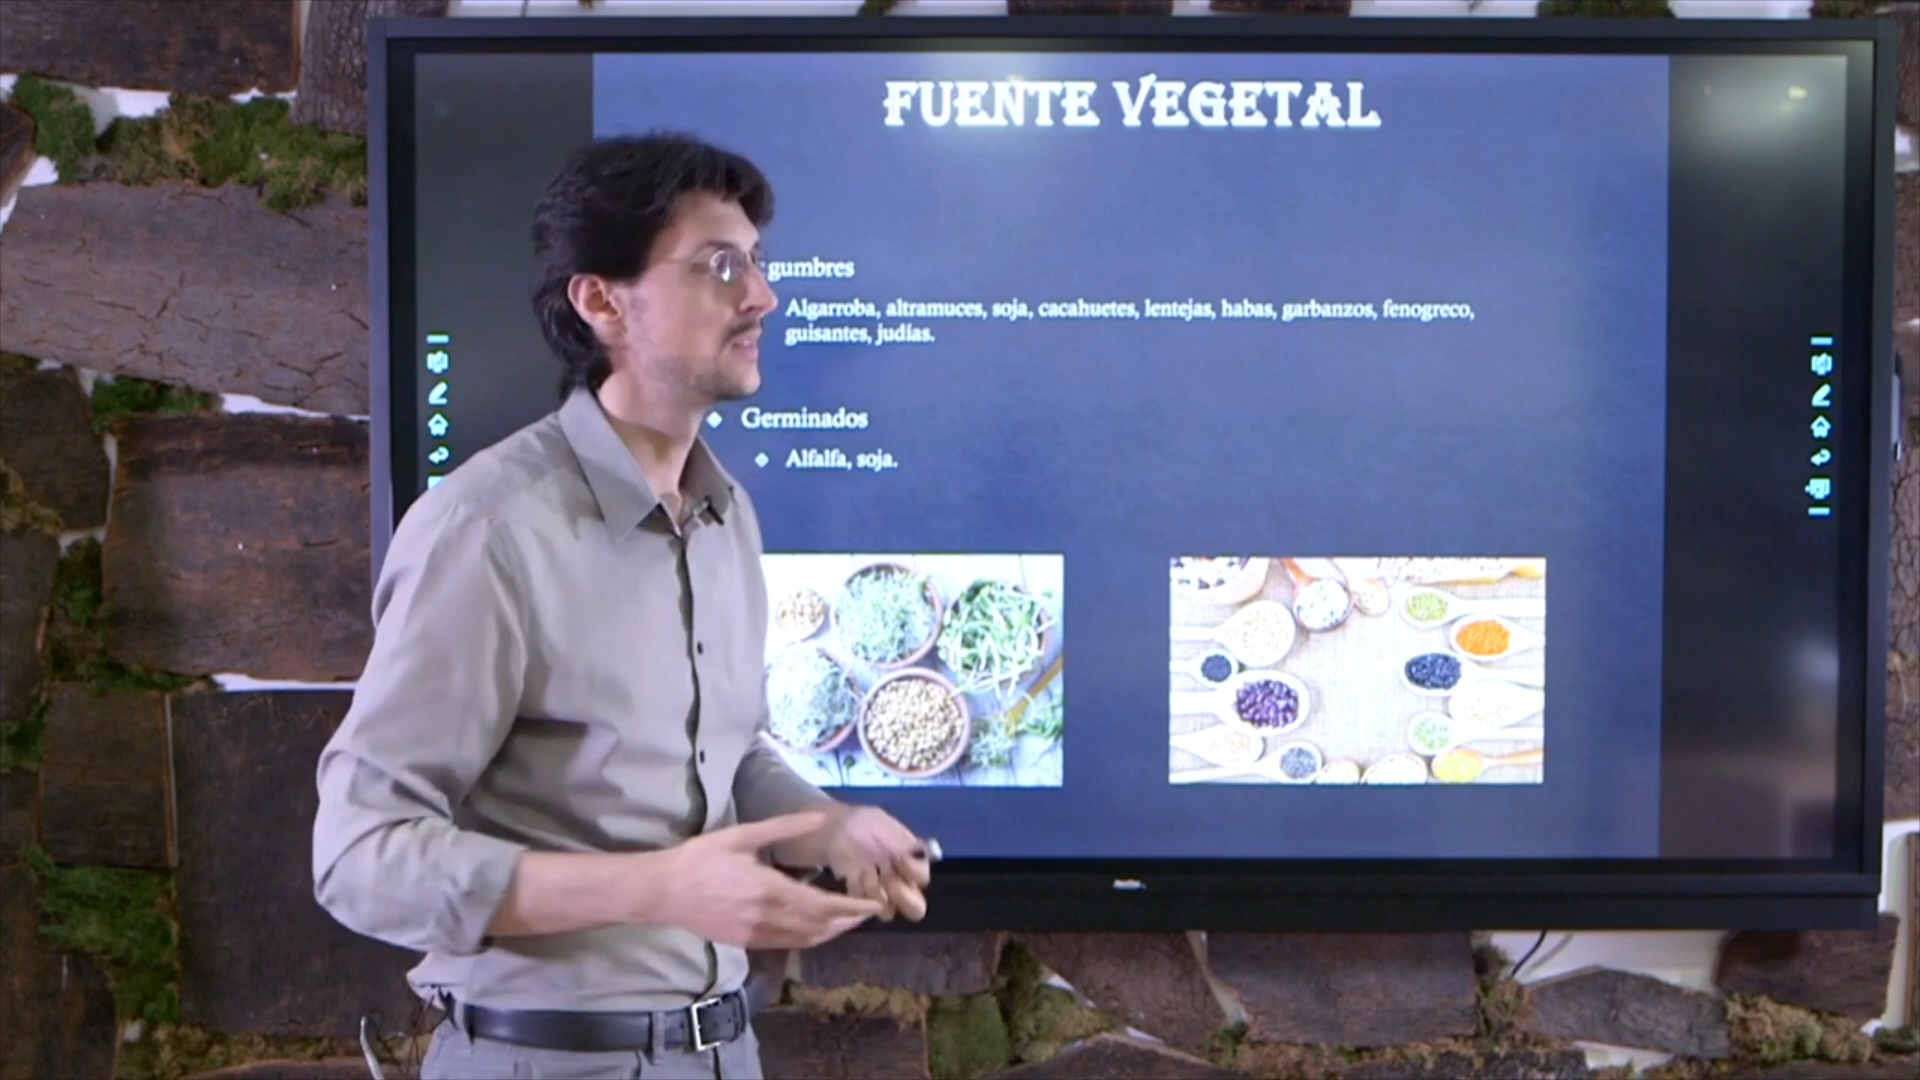 FUENTE VEGETAL
gumbres
Algarroba, altramuces, soja, cacahuetes, lentejas, habas, garbanzos, fenogreco,
guisantes, judías.
Germinados
Alfalfa, soja.